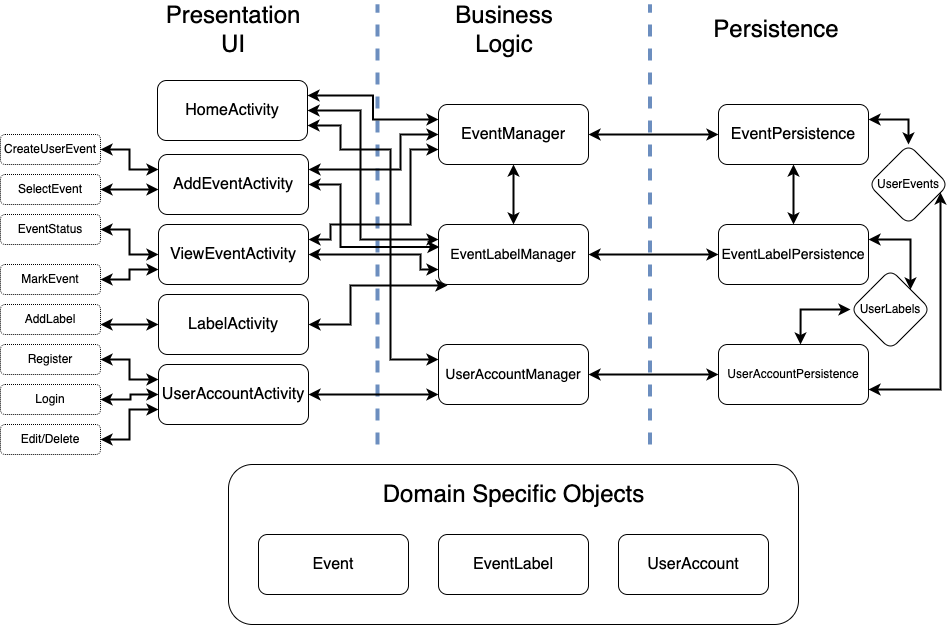 Presentation
UI
Business
Logic
Persistence
HomeActivity
EventManager
EventPersistence
CreateUserEvent
AddEventActivity
UserEvents
SelectEvent
EventStatus
ViewEventActivity
EventLabelManager
EventLabelPersistence
MarkEvent
AddLabel
LabelActivity
UserLabels
Register
UserAccountActivity
UserAccountManager
UserAccountPersistence
Login
Edit/Delete
Domain Specific Objects
Event
EventLabel
UserAccount